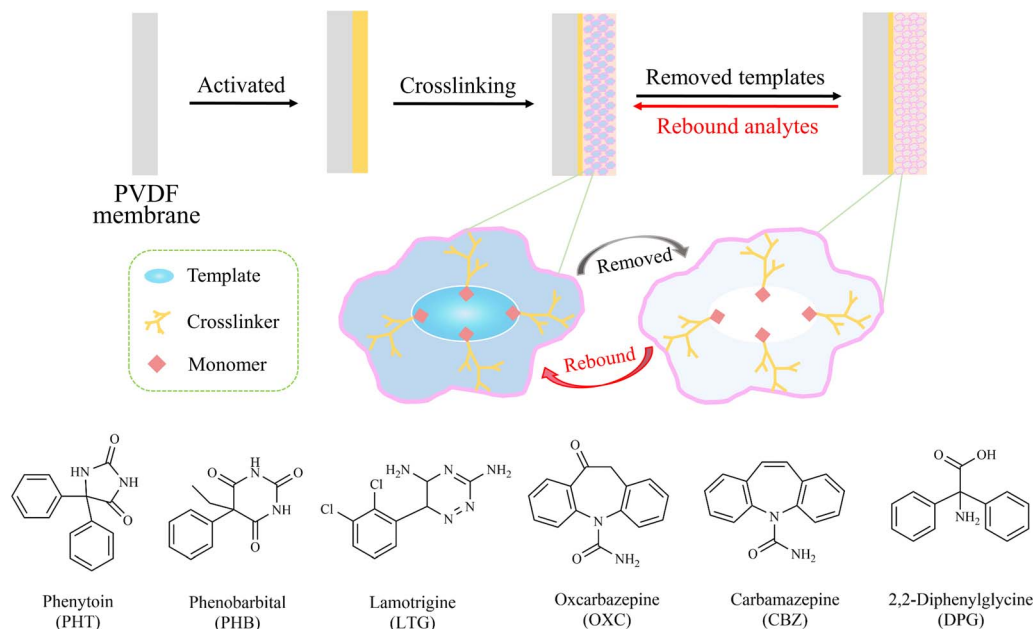 Activated
Crosslinking
Removed templates
Rebound analytes
PVDF
membrane
Template
Crosslinker
Monomer
Removed
Rebound
O
HN
NH
O
Phenytoin
(PHT)
H
O
N
O
NH
O
Phenobarbital
(PHB)
H2N
N
NH2
Cl
Cl
N
N
Lamotrigine
(LTG)
O
N
O
NH2
Oxcarbazepine
(OXC)
N
O
NH2
Carbamazepine
(CBZ)
O
OH
NH2
2,2-Diphenylglycine
(DPG)